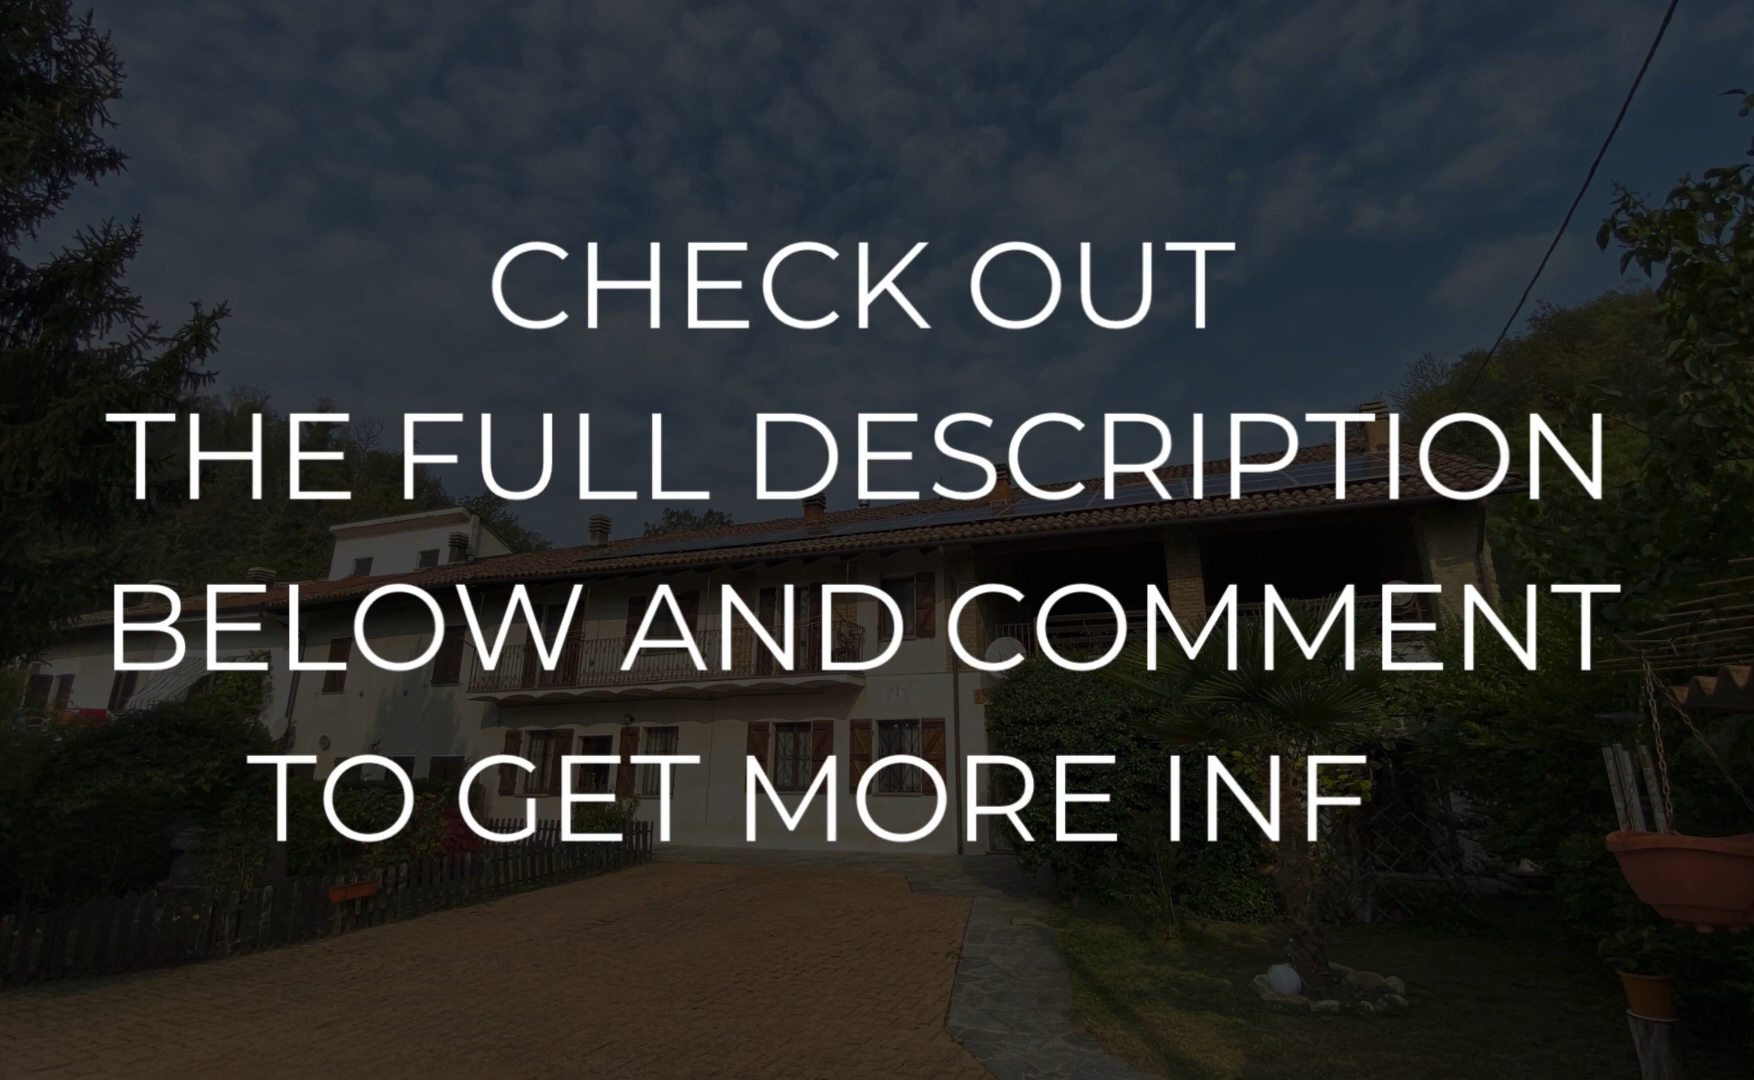 CHECK OUT
THE FULL DESCRIPTION
BELOW AND COMMENT
TO GET MORE INF